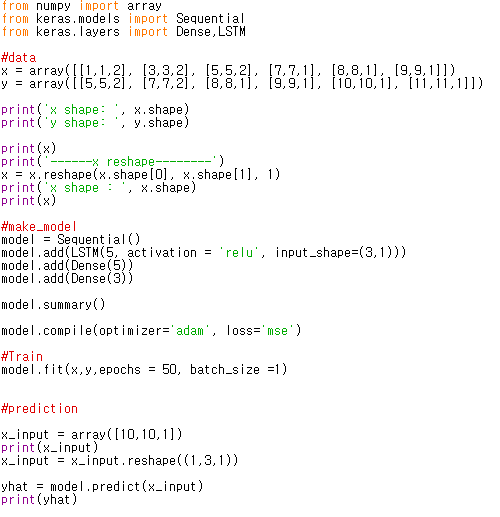 from numpy import array
from keras.models import Sequential
from keras.layers import Dense,LSTM
#data
x = array([[1,1,2], [3,3,2], [5,5,2], [7,7,1], [8,8,1], [9,9,1]])
y = array([[5,5,2], [7,7,2], [8,8,1], [9,9,1], [10,10,1], [11,11,1]])
print('x shape: ', x.shape)
print('y shape: ', y.shape)
print(x)
print('------x reshape--------')
x = x.reshape(x.shape[0], x.shape[1], 1)
print('x shape : ', x.shape)
print(x)
#make_model
model = Sequential()
model.add(LSTM(5, activation = 'relu', input_shape=(3,1)))
model.add(Dense(5))
model.add(Dense(3))
model.summary()
model.compile(optimizer='adam', loss='mse')
#Train
model.fit(x,y,epochs = 50, batch_size =1)
#prediction
x_input = array([10,10,1])
print(x_input)
x_input = x_input.reshape((1,3,1))
yhat = model.predict(x_input)
print(yhat)